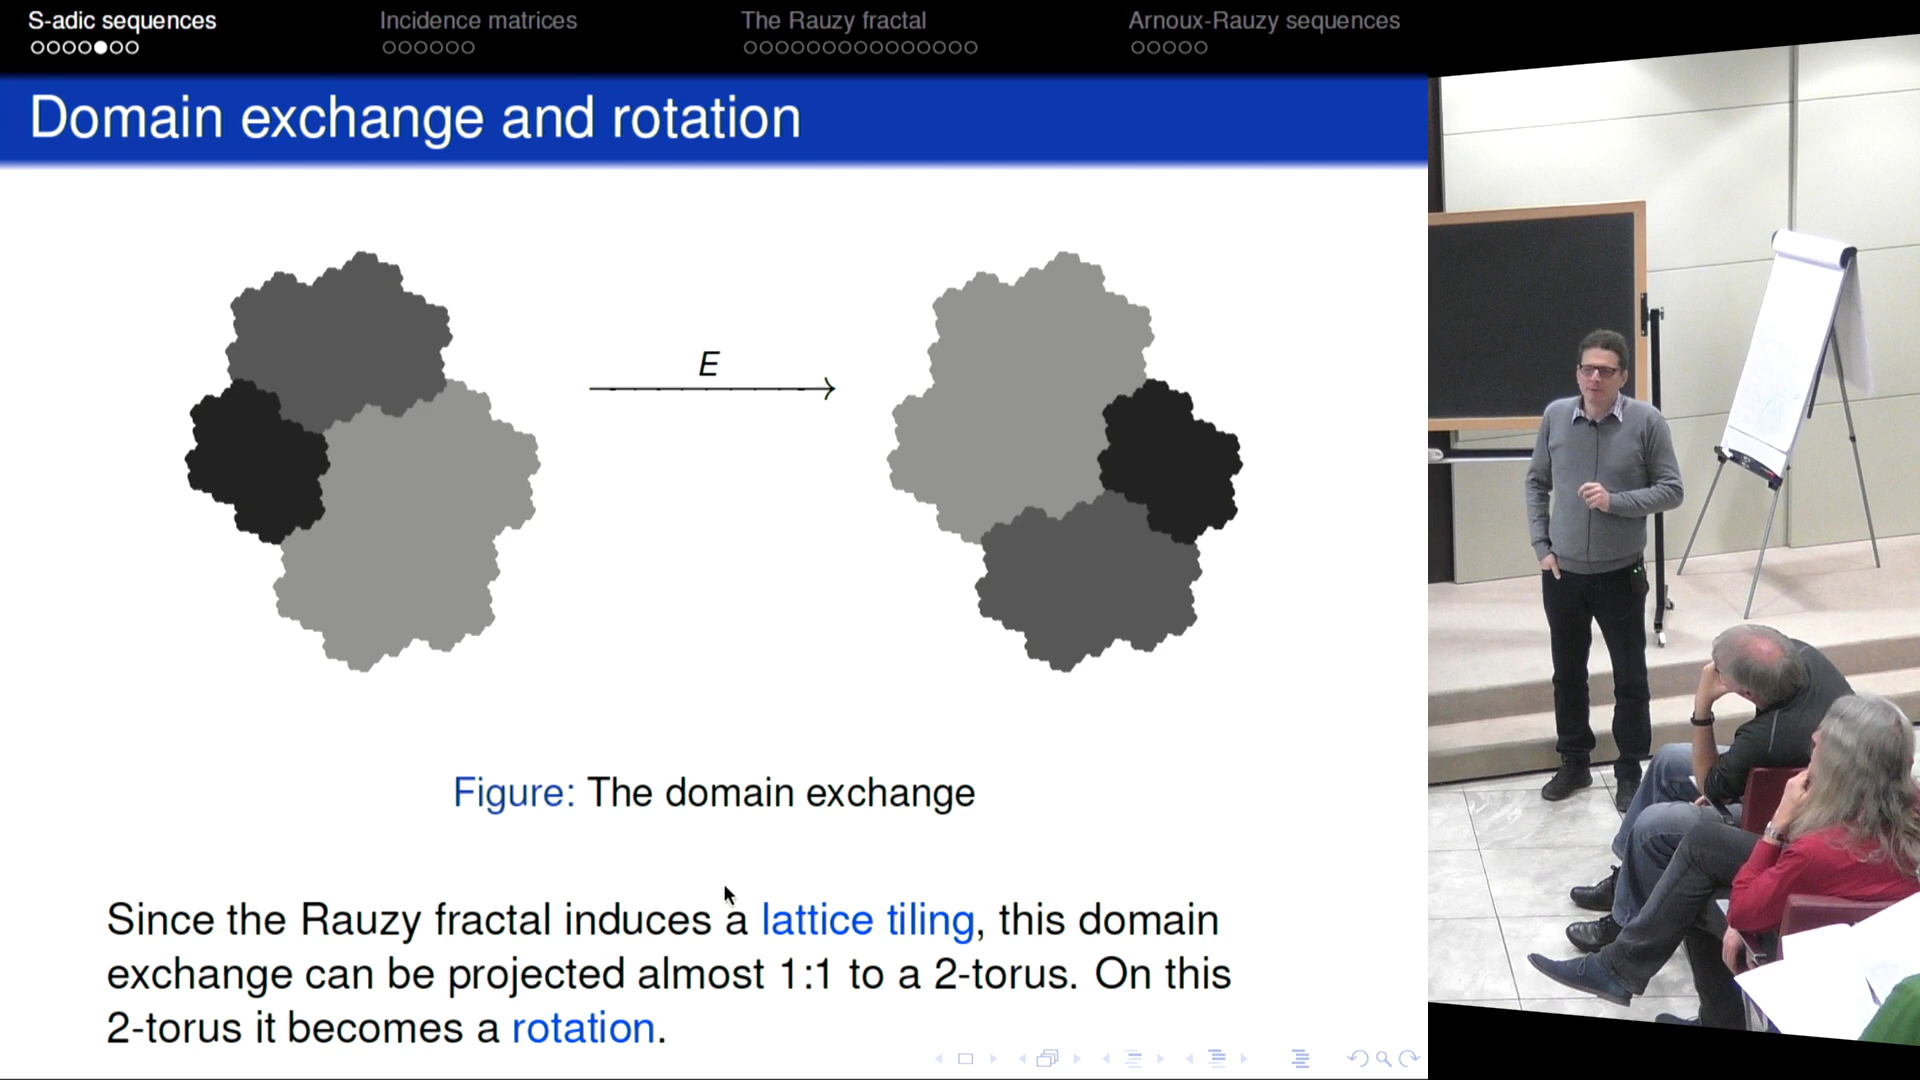 S-adic sequences
Incidence matrices
The Rauzy fractal
Arnoux-Rauzy sequences
Domain exchange and rotation
E
Figure: The domain exchange
Since the Rauzy fractal induces a lattice tiling, this domain
exchange can be projected almost 1:1 to a 2-torus. On this
2-torus it becomes a rotation.